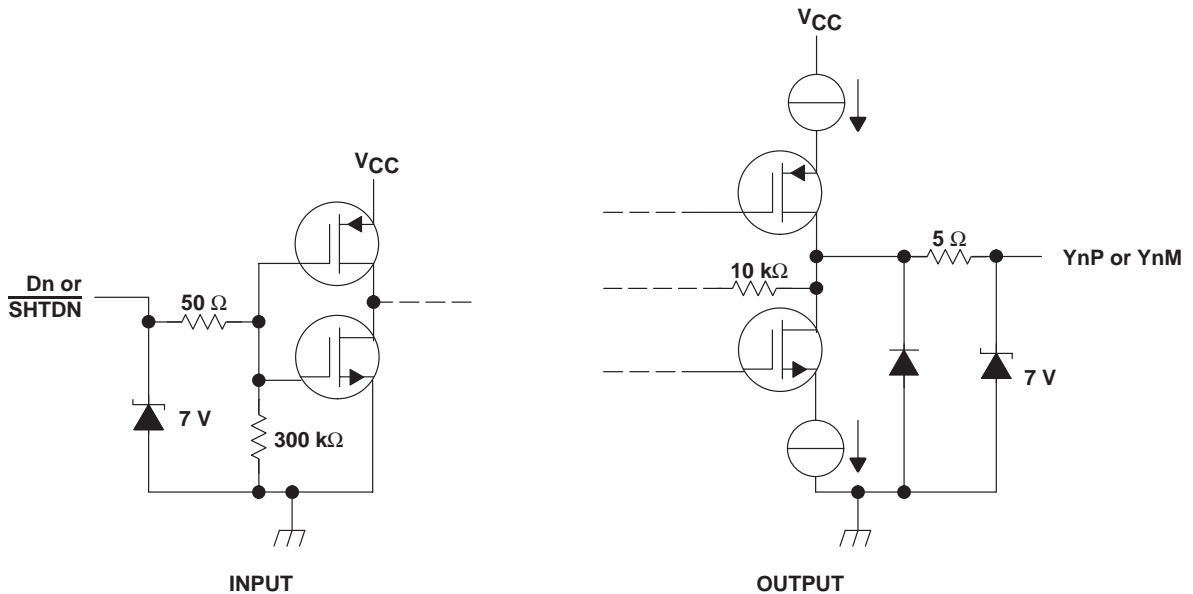 VCC
Dn or
SHTDN
50 Ω
7 V
300 kΩ
INPUT
VCC
10 kΩ
5 Ω
YnP or YnM
7 V
OUTPUT